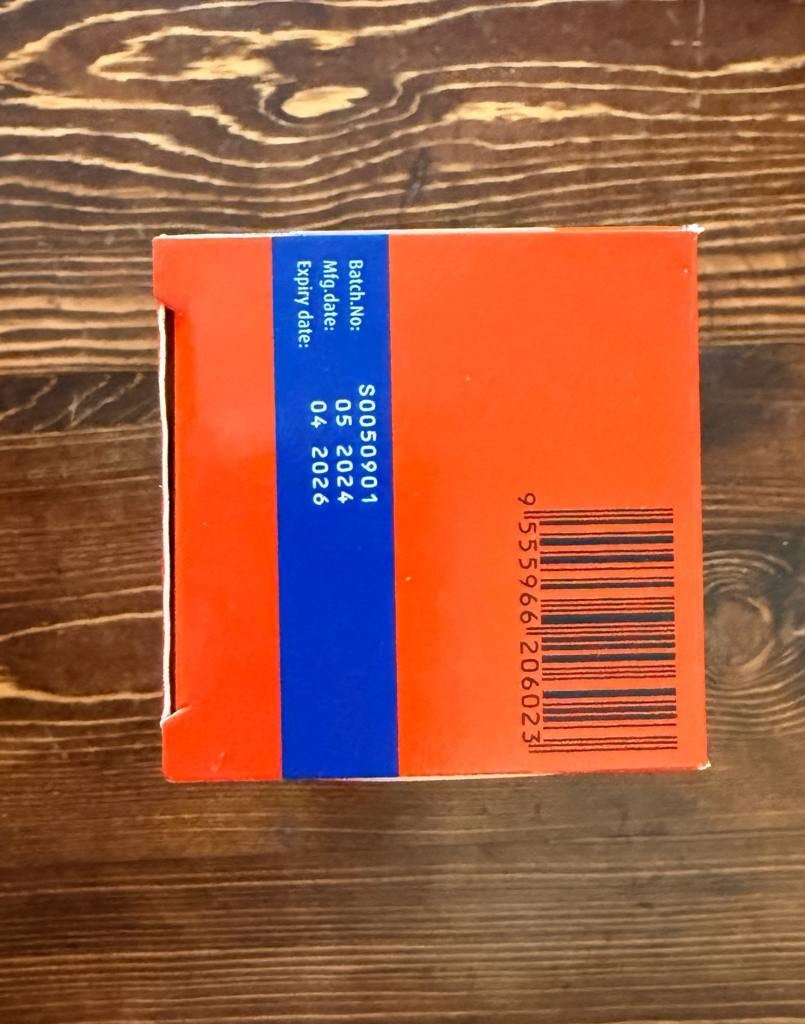 Batch.No: S0050901
Mfg.date: 05 2024
Expiry date: 04 2026
9 555966 206023